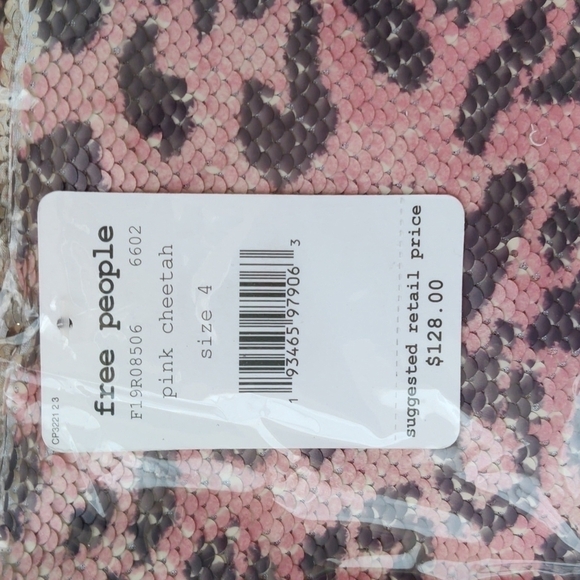 CP3221 23
free people
F19R08506 6602
pink cheetah
size 4
1 93465 97906 3
suggested retail price
$128.00